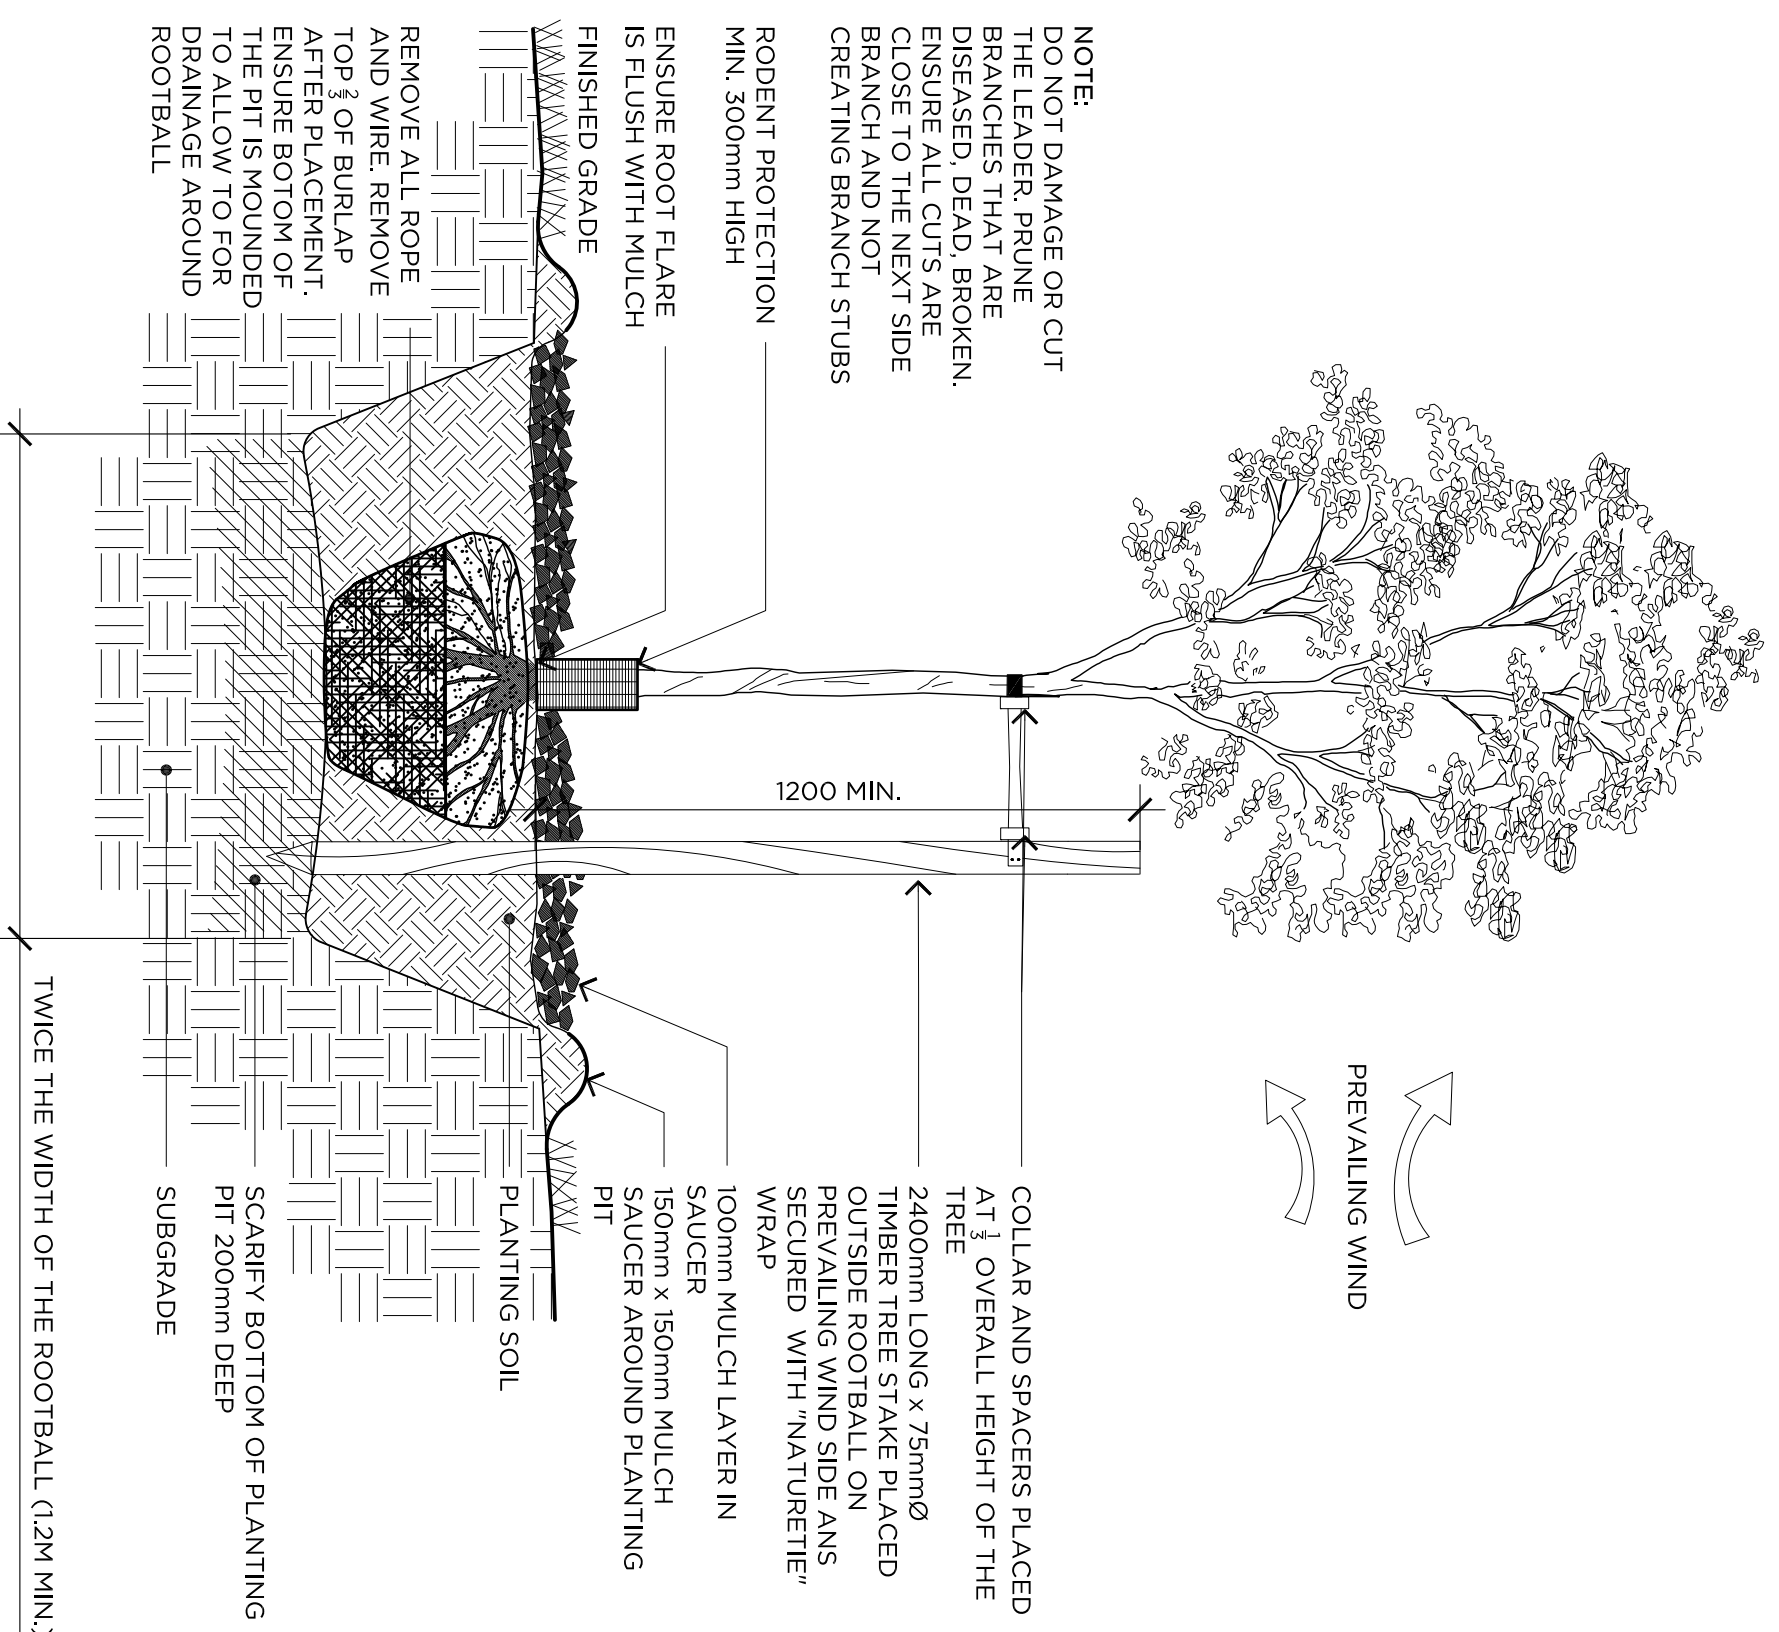 NOTE:
DO NOT DAMAGE OR CUT
THE LEADER. PRUNE
BRANCHES THAT ARE
DISEASED, DEAD, BROKEN.
ENSURE ALL CUTS ARE
CLOSE TO THE NEXT SIDE
BRANCH AND NOT
CREATING BRANCH STUBS
RODENT PROTECTION
MIN. 300mm HIGH
ENSURE ROOT FLARE
IS FLUSH WITH MULCH
FINISHED GRADE
REMOVE ALL ROPE
AND WIRE. REMOVE
TOP 2/3 OF BURLAP
AFTER PLACEMENT.
ENSURE BOTTOM OF
THE PIT IS MOUNDED
TO ALLOW TO FOR
DRAINAGE AROUND
ROOTBALL
1200 MIN.
PREVAILING WIND
COLLAR AND SPACERS PLACED
AT 1/3 OVERALL HEIGHT OF THE
TREE
2400mm LONG x 75mmØ
TIMBER TREE STAKE PLACED
OUTSIDE ROOTBALL ON
PREVAILING WIND SIDE ANS
SECURED WITH "NATURETIE"
WRAP
100mm MULCH LAYER IN
SAUCER
150mm x 150mm MULCH
SAUCER AROUND PLANTING
PIT
PLANTING SOIL
SCARIFY BOTTOM OF PLANTING
PIT 200mm DEEP
SUBGRADE
TWICE THE WIDTH OF THE ROOTBALL (1.2M MIN.)